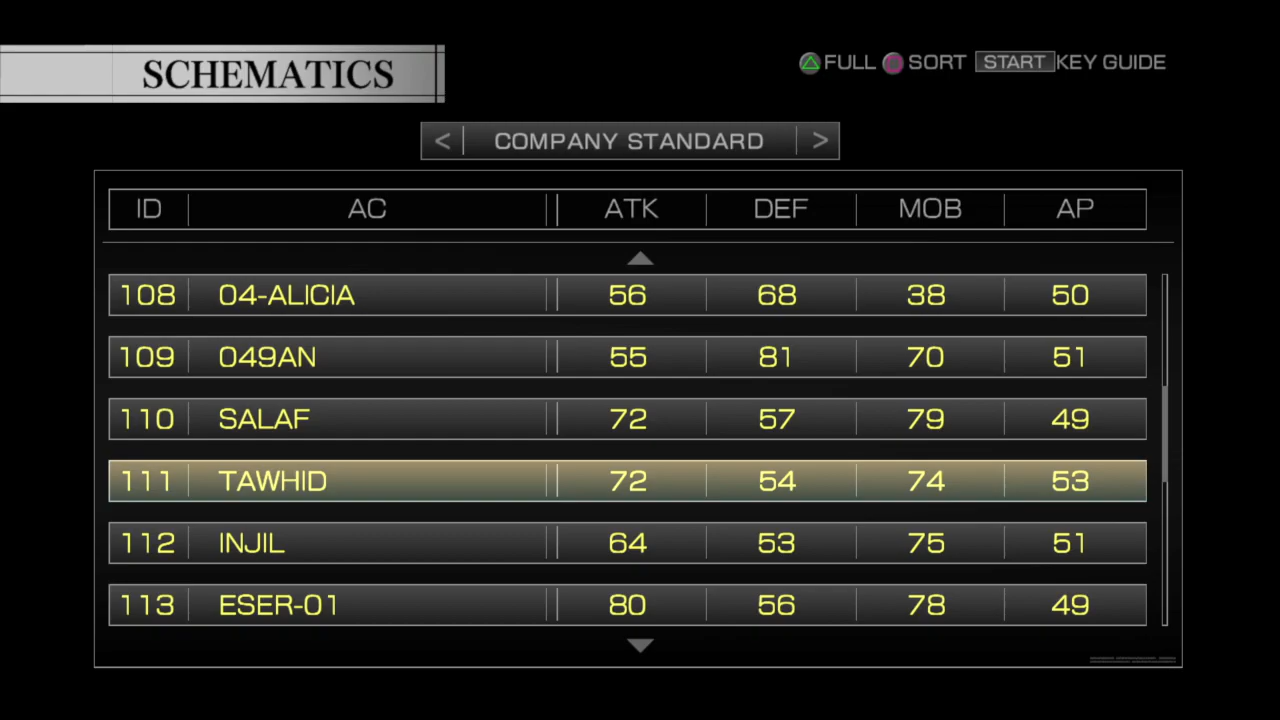 SCHEMATICS
FULL SORT START KEY GUIDE
< COMPANY STANDARD >
ID AC ATK DEF MOB AP
108 04-ALICIA 56 68 38 50
109 049AN 55 81 70 51
110 SALAF 72 57 79 49
111 TAWHID 72 54 74 53
112 INJIL 64 53 75 51
113 ESER-01 80 56 78 49